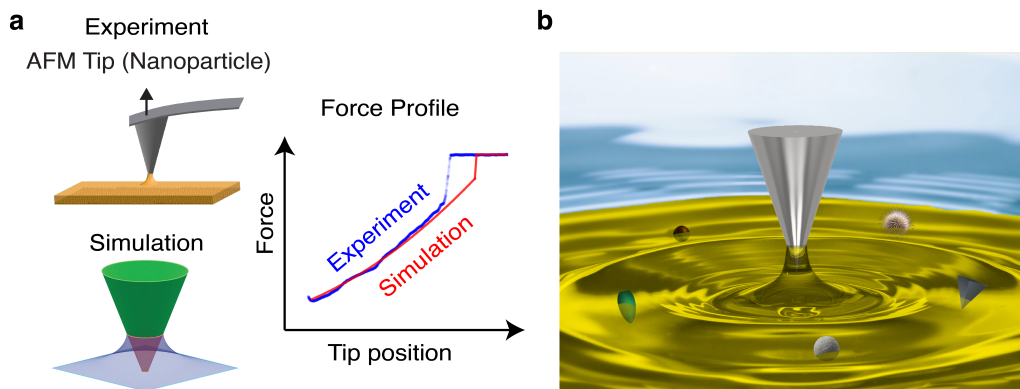 a
Experiment
AFM Tip (Nanoparticle)
Simulation
Force Profile
Force
Experiment
Simulation
Tip position
b